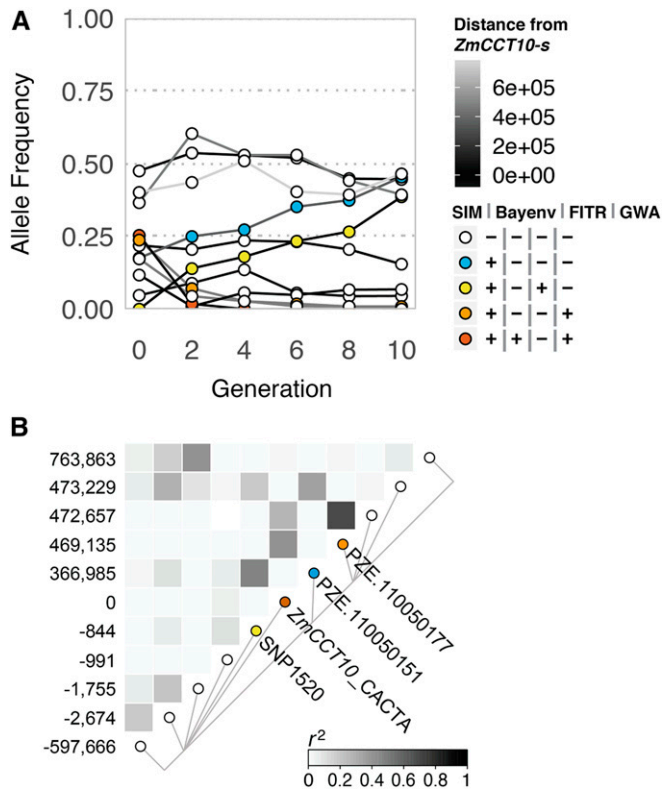 A
1.00
0.75
0.50
0.25
0.00
Allele Frequency
0 2 4 6 8 10
Generation
Distance from
ZmCCT10-s
6e+05
4e+05
2e+05
0e+00
SIM | Bayenv | FITR | GWA
− | − | − | −
+ | − | − | −
+ | − | + | −
+ | − | − | +
+ | + | − | +
B
763,863
473,229
472,657
469,135
366,985
0
-844
-991
-1,755
-2,674
-597,666
PZE.110050177
PZE.110050151
ZmCCT10_CACTA
SNP1520
r²
0 0.2 0.4 0.6 0.8 1